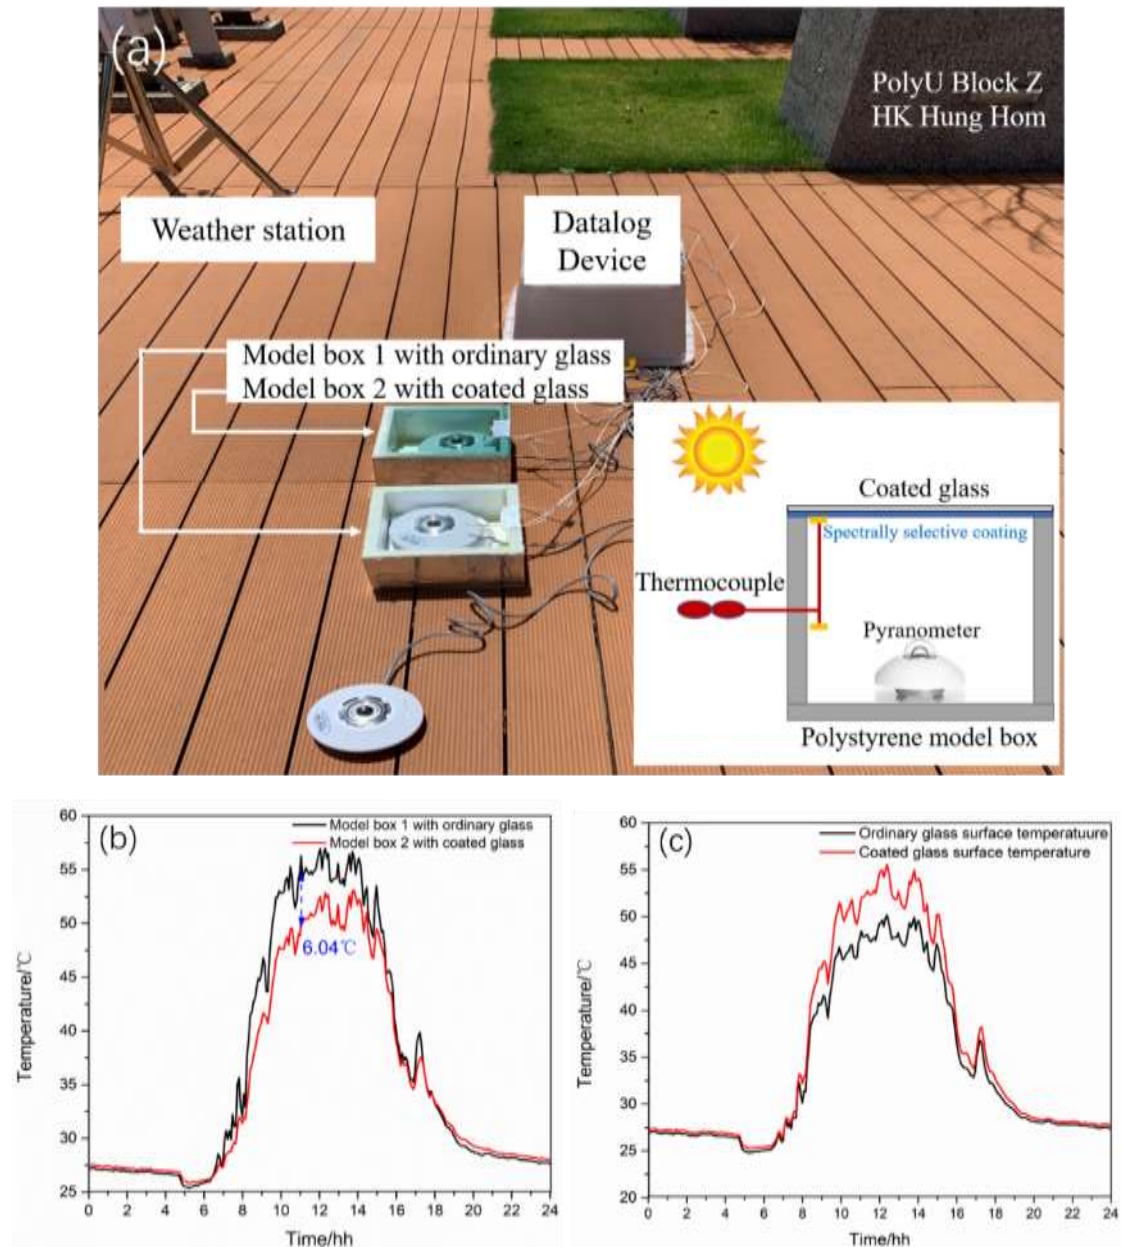 (a)
PolyU Block Z
HK Hung Hom
Weather station
Datalog
Device
Model box 1 with ordinary glass
Model box 2 with coated glass
Coated glass
Spectrally selective coating
Thermocouple
Pyranometer
Polystyrene model box
(b)
Model box 1 with ordinary glass
Model box 2 with coated glass
6.04℃
Temperature/℃
60
55
50
45
40
35
30
25
0 2 4 6 8 10 12 14 16 18 20 22 24
Time/hh
(c)
Ordinary glass surface temperatuure
Coated glass surface temperature
Temperature/℃
60
55
50
45
40
35
30
25
20
0 2 4 6 8 10 12 14 16 18 20 22 24
Time/hh